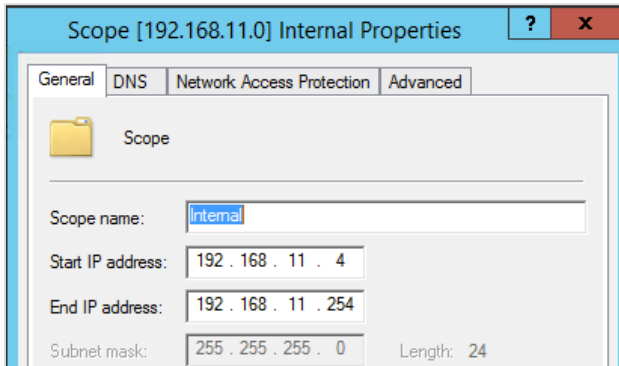 Scope [192.168.11.0] Internal Properties ? x
General DNS Network Access Protection Advanced
Scope
Scope name: Internal
Start IP address: 192 . 168 . 11 . 4
End IP address: 192 . 168 . 11 . 254
Subnet mask: 255 . 255 . 255 . 0 Length: 24